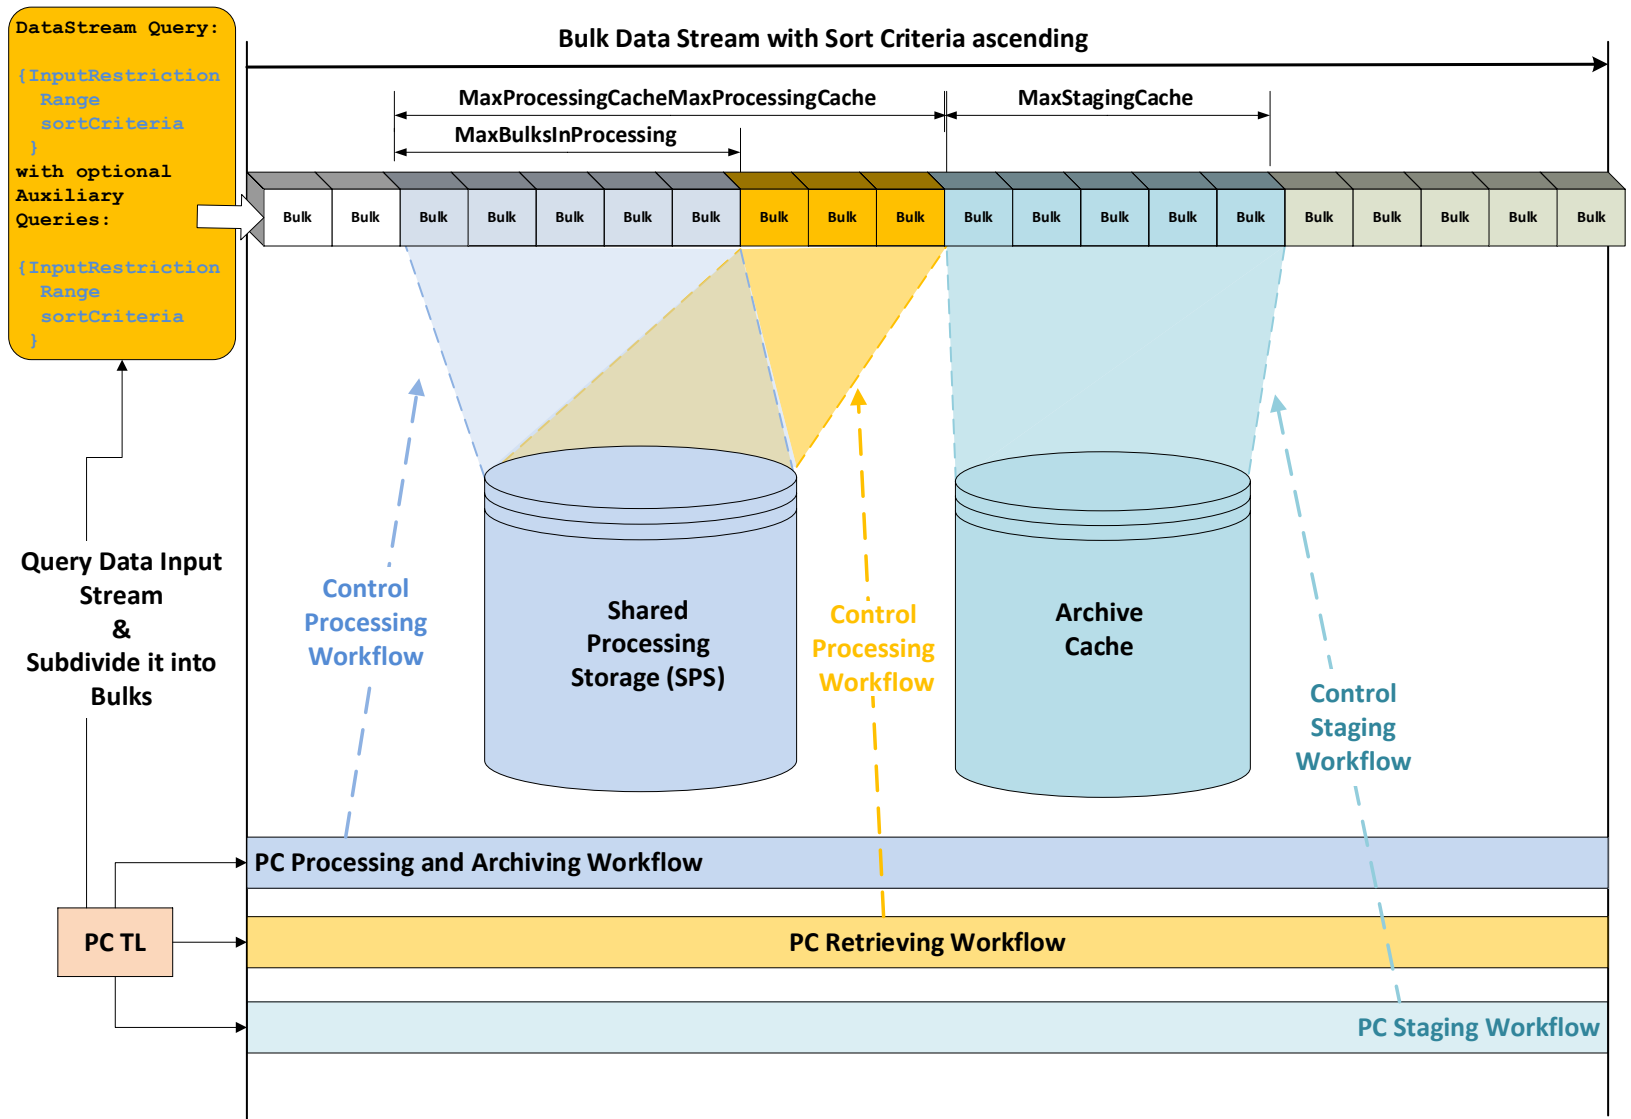 DataStream Query:
{InputRestriction
Range
sortCriteria
}
with optional
Auxiliary
Queries:
{InputRestriction
Range
sortCriteria
}
Bulk Data Stream with Sort Criteria ascending
MaxProcessingCacheMaxProcessingCache
MaxStagingCache
MaxBulksInProcessing
Bulk Bulk Bulk Bulk Bulk Bulk Bulk Bulk Bulk Bulk Bulk Bulk Bulk Bulk Bulk Bulk Bulk Bulk Bulk Bulk
Query Data Input
Stream
&
Subdivide it into
Bulks
Control
Processing
Workflow
Shared
Processing
Storage (SPS)
Control
Processing
Workflow
Archive
Cache
Control
Staging
Workflow
PC Processing and Archiving Workflow
PC TL
PC Retrieving Workflow
PC Staging Workflow